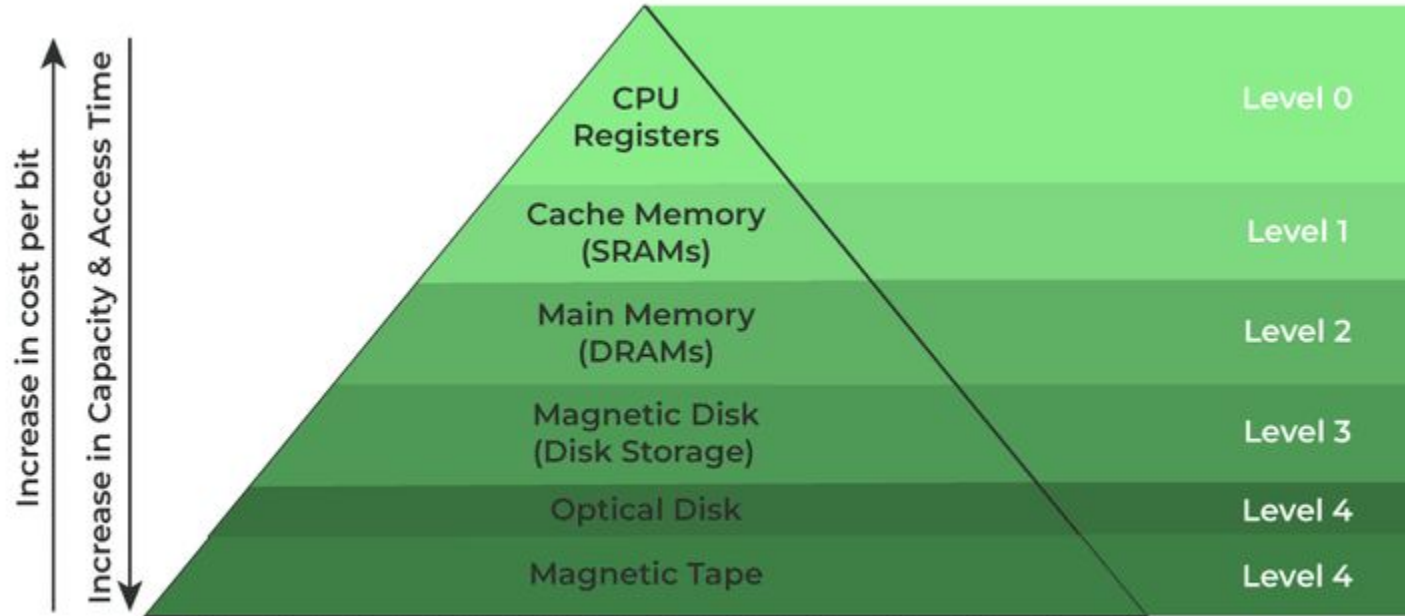 Increase in cost per bit
Increase in Capacity & Access Time
CPU
Registers
Level 0
Cache Memory
(SRAMs)
Level 1
Main Memory
(DRAMs)
Level 2
Magnetic Disk
(Disk Storage)
Level 3
Optical Disk
Level 4
Magnetic Tape
Level 4